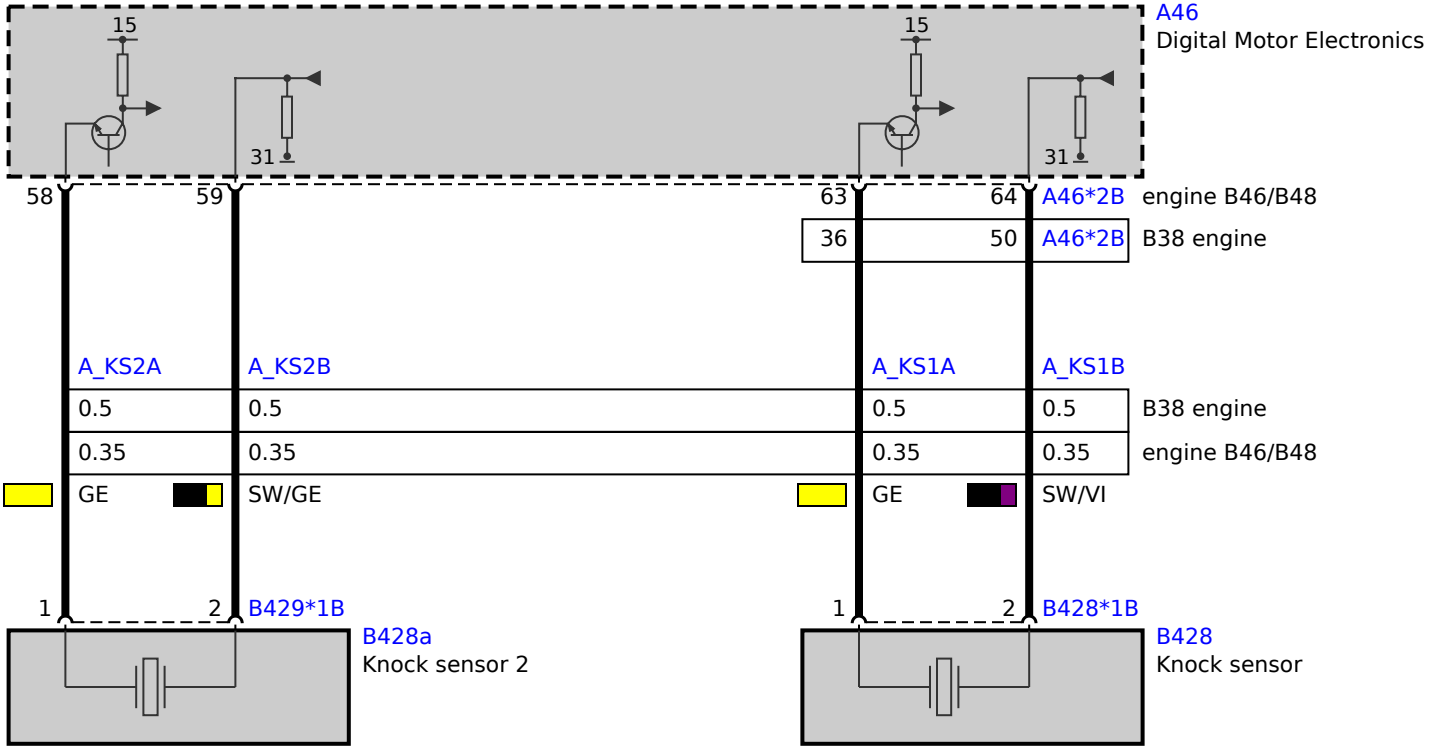 15 15 A46
Digital Motor Electronics
31 31
58 59 63 64 A46*2B engine B46/B48
36 50 A46*2B B38 engine
A_KS2A A_KS2B A_KS1A A_KS1B
0.5 0.5 0.5 0.5 B38 engine
0.35 0.35 0.35 0.35 engine B46/B48
GE SW/GE GE SW/VI
1 2 B429*1B 1 2 B428*1B
B428a B428
Knock sensor 2 Knock sensor